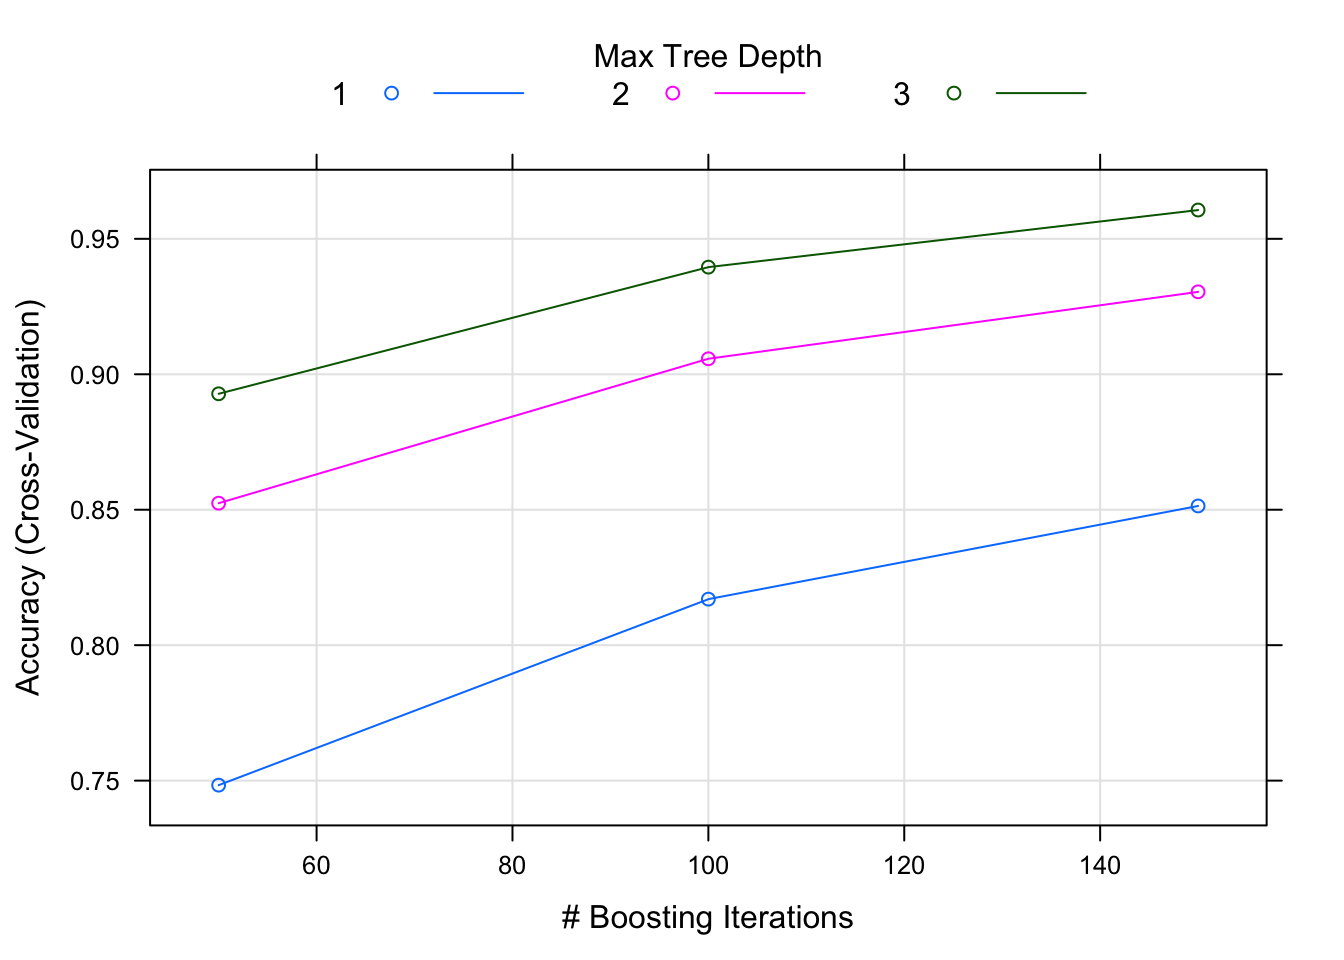 Max Tree Depth
1 2 3
0.95
0.90
0.85
0.80
0.75
Accuracy (Cross-Validation)
60 80 100 120 140
# Boosting Iterations